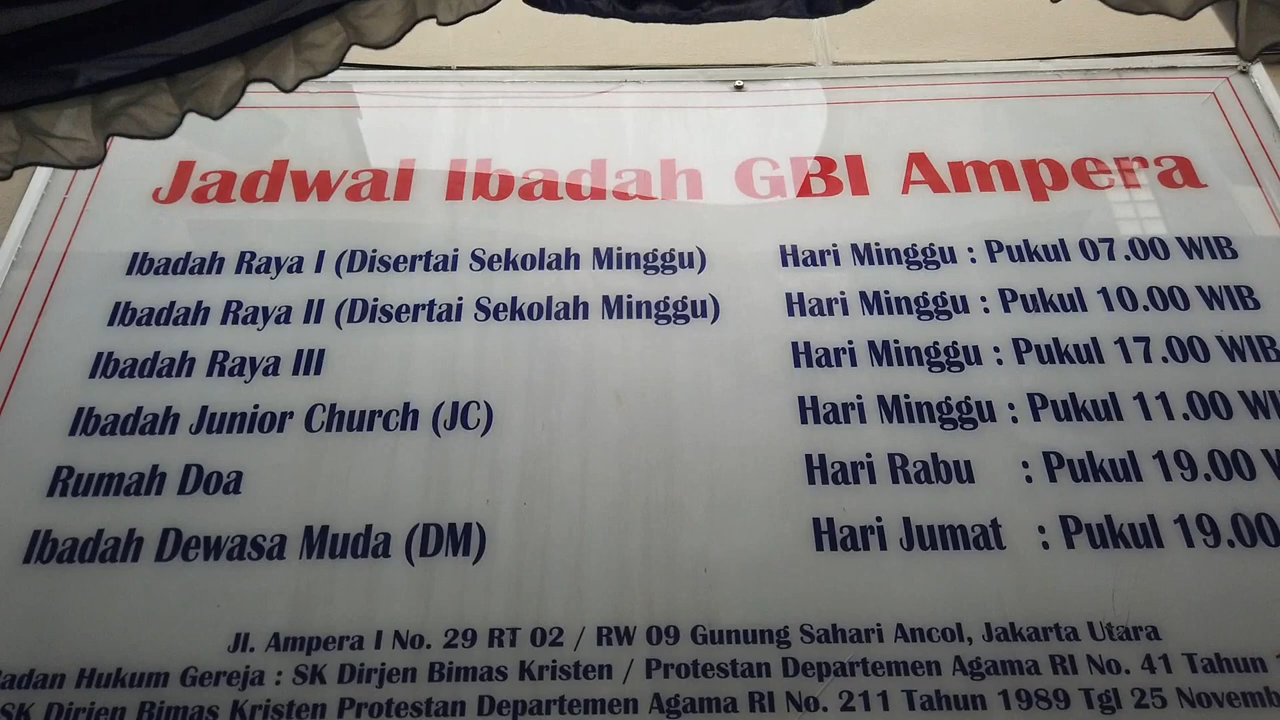 Jadwal Ibadah GBI Ampera
Ibadah Raya I (Disertai Sekolah Minggu) Hari Minggu : Pukul 07.00 WIB
Ibadah Raya II (Disertai Sekolah Minggu) Hari Minggu : Pukul 10.00 WIB
Ibadah Raya III Hari Minggu : Pukul 17.00 WIB
Ibadah Junior Church (JC) Hari Minggu : Pukul 11.00
Rumah Doa Hari Rabu : Pukul 19.00
Ibadah Dewasa Muda (DM) Hari Jumat : Pukul 19.00
Jl. Ampera I No. 29 RT 02 / RW 09 Gunung Sahari Ancol, Jakarta Utara
Hukum Gereja : SK Dirjen Bimas Kristen / Protestan Departemen Agama RI No. 41 Tahun
SK Dirjen Bimas Kristen Protestan Departemen Agama RI No. 211 Tahun 1989 Tgl 25